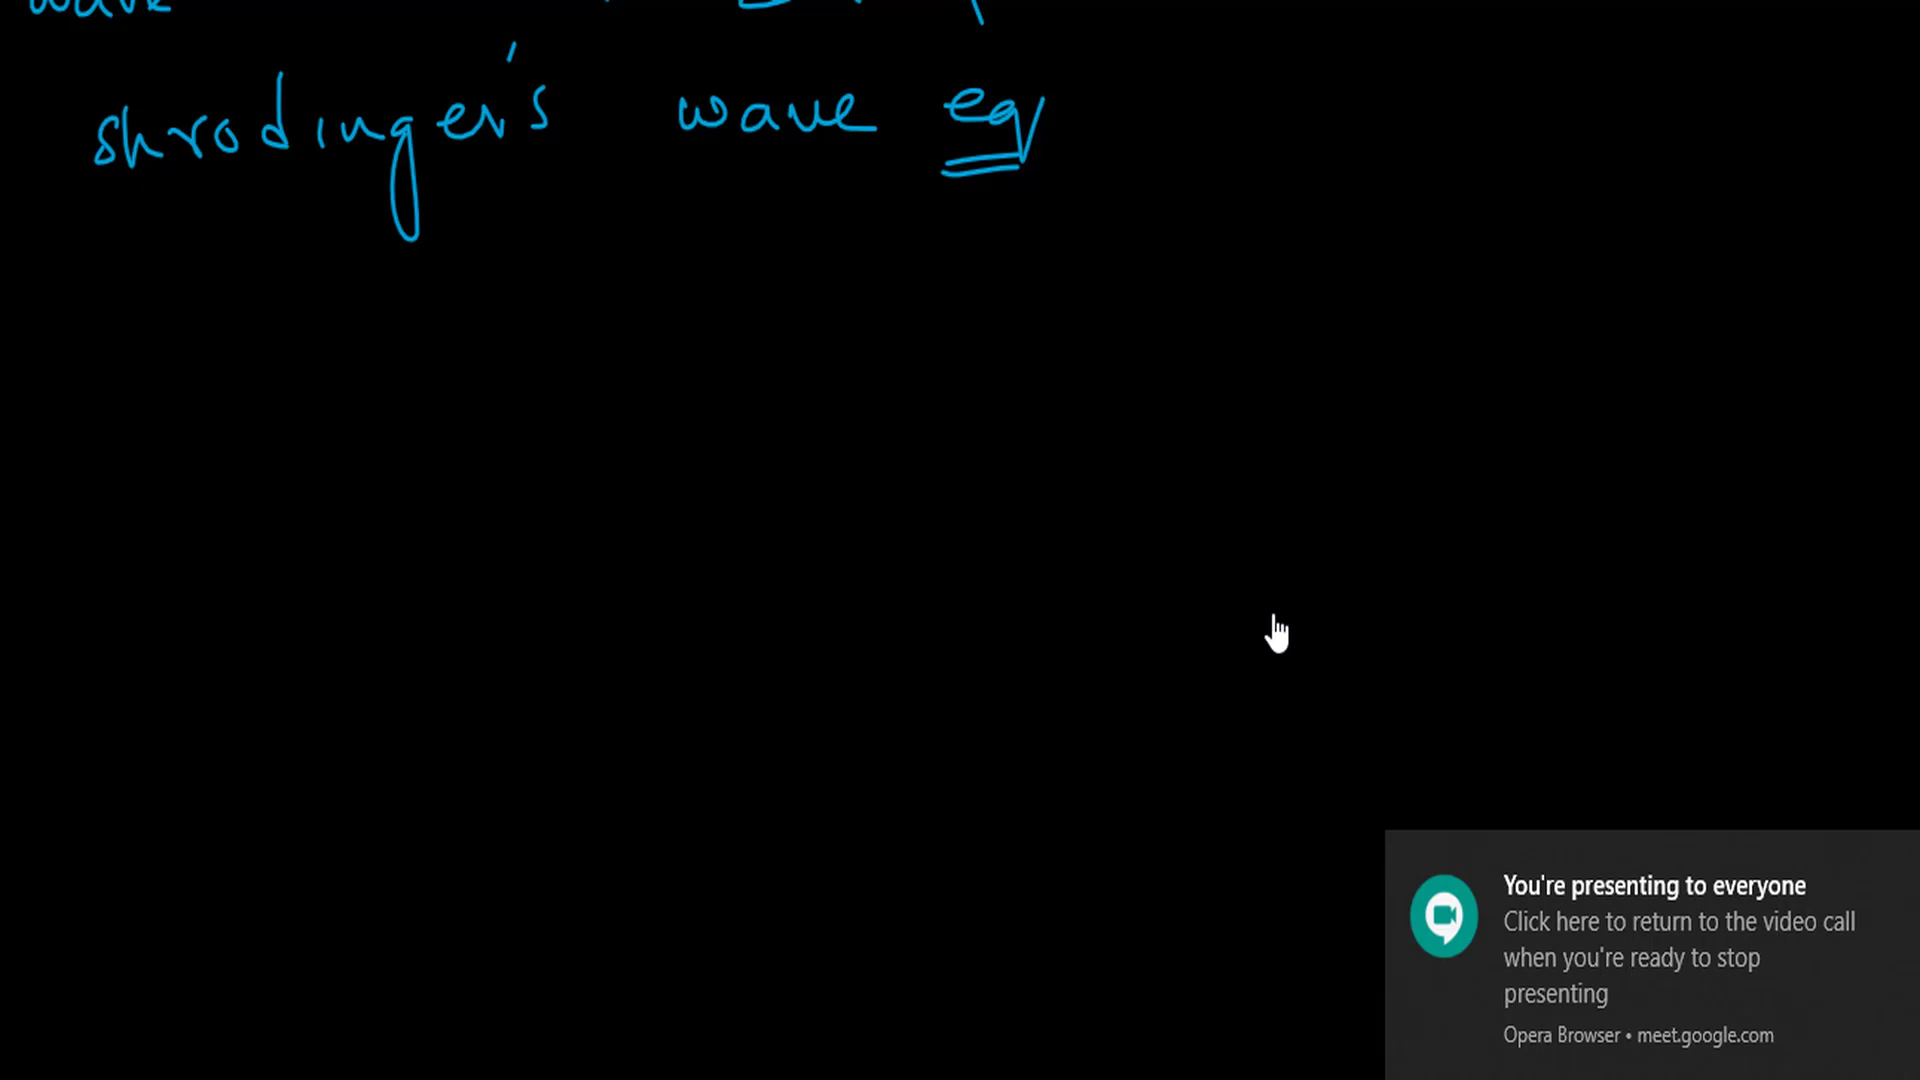 wave
shrodinger's wave eq
You're presenting to everyone
Click here to return to the video call
when you're ready to stop
presenting
Opera Browser • meet.google.com